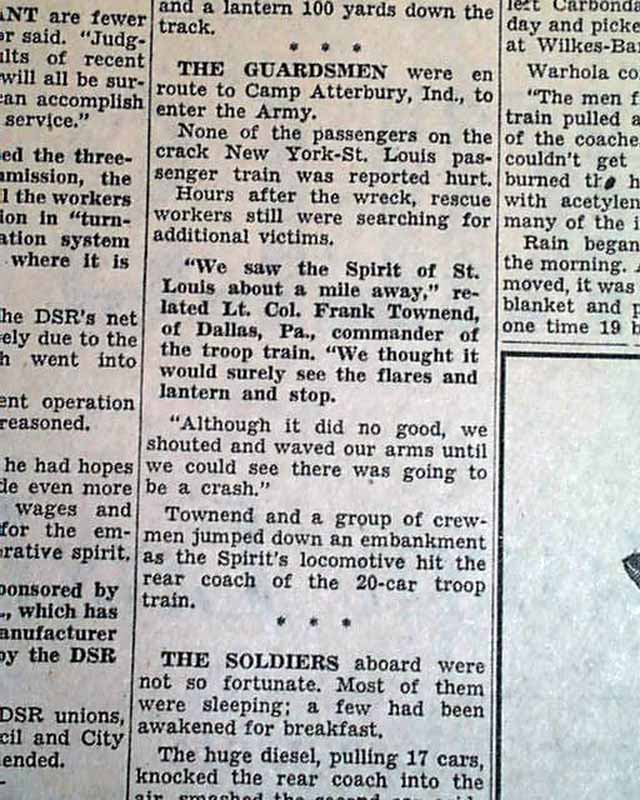 ANT are fewer
or said. "Judg-
ults of recent
will all be sur-
can accomplish
service."
ed the three-
mmission, the
l the workers
ion in "turn-
ation system
where it is
he DSR's net
ely due to the
h went into
ent operation
reasoned.
he had hopes
de even more
wages and
for the em-
rative spirit.
ponsored by
., which has
anufacturer
by the DSR
DSR unions,
cil and City
ended.
and a lantern 100 yards down the
track.
* * *
THE GUARDSMEN were en
route to Camp Atterbury, Ind., to
enter the Army.
None of the passengers on the
crack New York-St. Louis pas-
senger train was reported hurt.
Hours after the wreck, rescue
workers still were searching for
additional victims.
"We saw the Spirit of St.
Louis about a mile away," re-
lated Lt. Col. Frank Townend,
of Dallas, Pa., commander of
the troop train. "We thought it
would surely see the flares and
lantern and stop.
"Although it did no good, we
shouted and waved our arms until
we could see there was going to
be a crash."
Townend and a group of crew-
men jumped down an embankment
as the Spirit's locomotive hit the
rear coach of the 20-car troop
train.
* * *
THE SOLDIERS aboard were
not so fortunate. Most of them
were sleeping; a few had been
awakened for breakfast.
The huge diesel, pulling 17 cars,
knocked the rear coach into the
air, smashed the second
left Carbonda
day and picke
at Wilkes-Ba
Warhola co
"The men f
train pulled a
of the coache
couldn't get
burned h
with acetylen
many of the i
Rain began
the morning.
moved, it was
blanket and p
one time 19 b